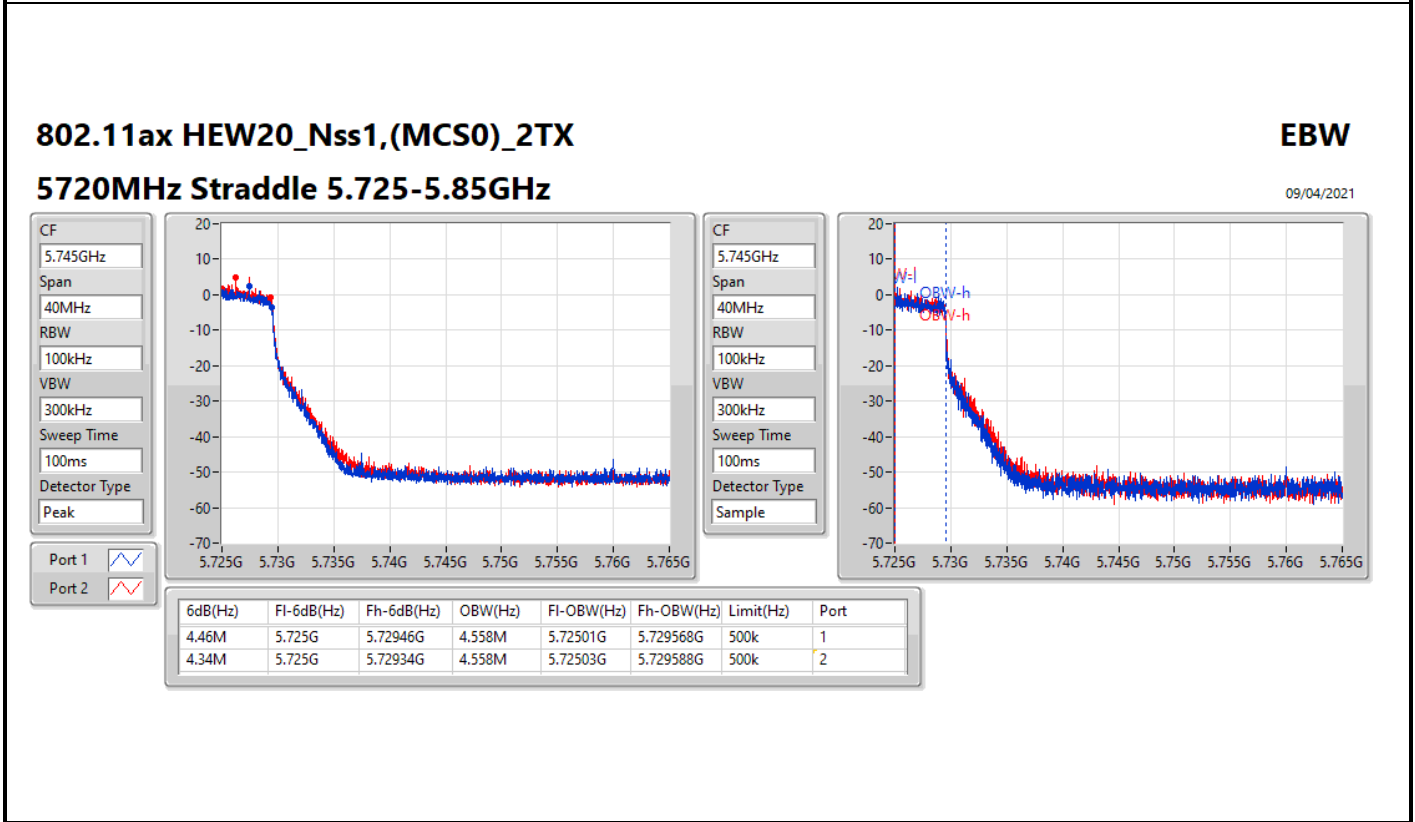 802.11ax HEW20_Nss1,(MCS0)_2TX
EBW
5720MHz Straddle 5.725-5.85GHz
09/04/2021
CF
5.745GHz
Span
40MHz
RBW
100kHz
VBW
300kHz
Sweep Time
100ms
Detector Type
Peak
Port 1
Port 2
20
10
0
-10
-20
-30
-40
-50
-60
-70
5.725G 5.73G 5.735G 5.74G 5.745G 5.75G 5.755G 5.76G 5.765G
CF
5.745GHz
Span
40MHz
RBW
100kHz
VBW
300kHz
Sweep Time
100ms
Detector Type
Sample
20
10
0
-10
-20
-30
-40
-50
-60
-70
W-l
OBW-h
OBW-h
5.725G 5.73G 5.735G 5.74G 5.745G 5.75G 5.755G 5.76G 5.765G
6dB(Hz) Fl-6dB(Hz) Fh-6dB(Hz) OBW(Hz) Fl-OBW(Hz) Fh-OBW(Hz) Limit(Hz) Port
4.46M 5.725G 5.72946G 4.558M 5.72501G 5.729568G 500k 1
4.34M 5.725G 5.72934G 4.558M 5.72503G 5.729588G 500k 2